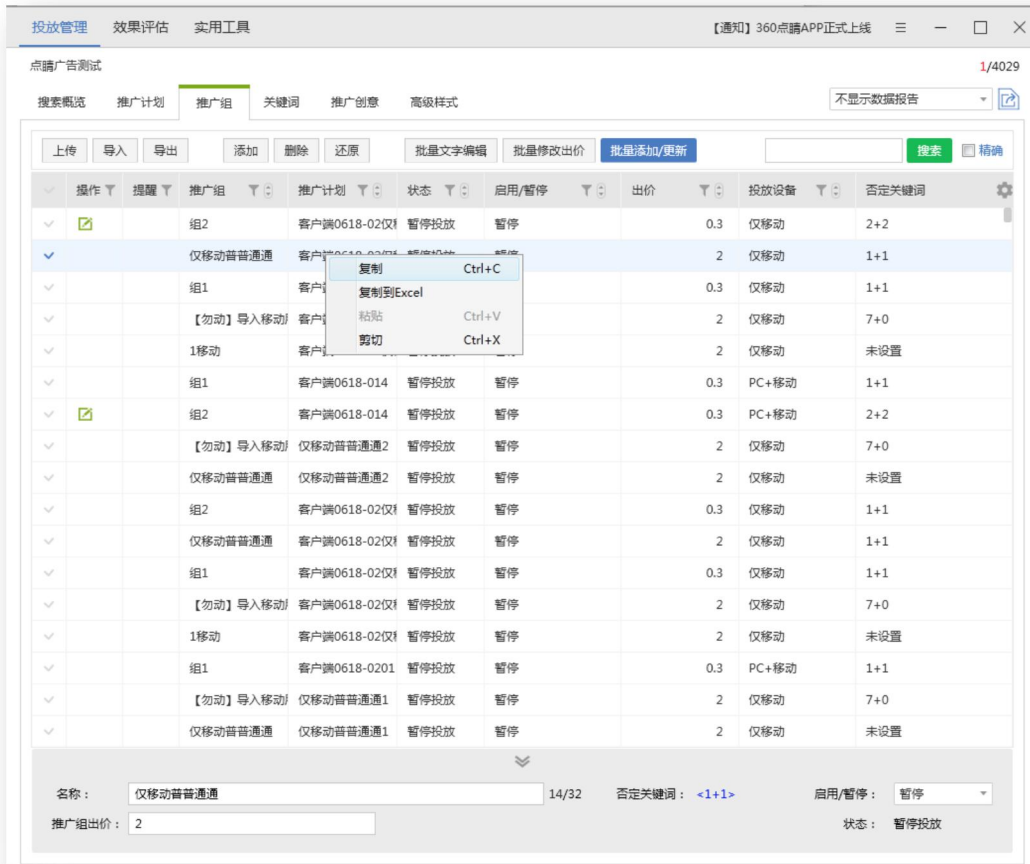 投放管理 效果评估 实用工具 【通知】360点睛APP正式上线
点睛广告测试 1/4029
搜索概览 推广计划 推广组 关键词 推广创意 高级样式 不显示数据报告
上传 导入 导出 添加 删除 还原 批量文字编辑 批量修改出价 批量添加/更新 搜索 精确
操作 提醒 推广组 推广计划 状态 启用/暂停 出价 投放设备 否定关键词
组2 客户端0618-02仅移 暂停投放 暂停 0.3 仅移动 2+2
仅移动普普通通 2 仅移动 1+1
复制 Ctrl+C
组1 客户 0.3 仅移动 1+1
复制到Excel
粘贴 Ctrl+V
【勿动】导入移动 客户 2 仅移动 7+0
剪切 Ctrl+X
1移动 客户 2 仅移动 未设置
组1 客户端0618-014 暂停投放 暂停 0.3 PC+移动 1+1
组2 客户端0618-014 暂停投放 暂停 0.3 PC+移动 2+2
【勿动】导入移动 仅移动普普通通2 暂停投放 暂停 2 仅移动 7+0
仅移动普普通通 仅移动普普通通2 暂停投放 暂停 2 仅移动 未设置
组2 客户端0618-02仅移 暂停投放 暂停 0.3 仅移动 1+1
仅移动普普通通 客户端0618-02仅移 暂停投放 暂停 2 仅移动 1+1
组1 客户端0618-02仅移 暂停投放 暂停 0.3 仅移动 1+1
【勿动】导入移动 客户端0618-02仅移 暂停投放 暂停 2 仅移动 7+0
1移动 客户端0618-02仅移 暂停投放 暂停 2 仅移动 未设置
组1 客户端0618-0201 暂停投放 暂停 0.3 PC+移动 1+1
【勿动】导入移动 仅移动普普通通1 暂停投放 暂停 2 仅移动 7+0
仅移动普普通通 仅移动普普通通1 暂停投放 暂停 2 仅移动 未设置
名称： 仅移动普普通通 14/32 否定关键词： <1+1> 启用/暂停： 暂停
推广组出价： 2 状态： 暂停投放